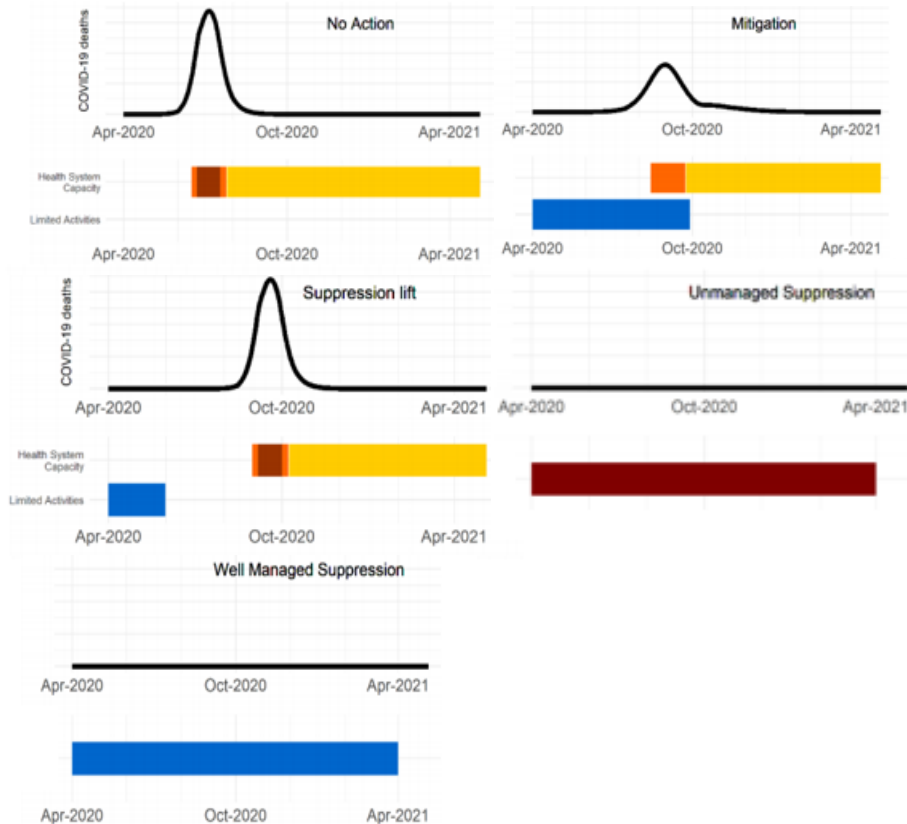 No Action
COVID-19 deaths
Apr-2020 Oct-2020 Apr-2021
Health System
Capacity
Limited Activities
Apr-2020 Oct-2020 Apr-2021
Mitigation
Apr-2020 Oct-2020 Apr-2021
Apr-2020 Oct-2020 Apr-2021
Suppression lift
COVID-19 deaths
Apr-2020 Oct-2020 Apr-2021
Health System
Capacity
Limited Activities
Apr-2020 Oct-2020 Apr-2021
Unmanaged Suppression
Apr-2020 Oct-2020 Apr-2021
Well Managed Suppression
Apr-2020 Oct-2020 Apr-2021
Apr-2020 Oct-2020 Apr-2021